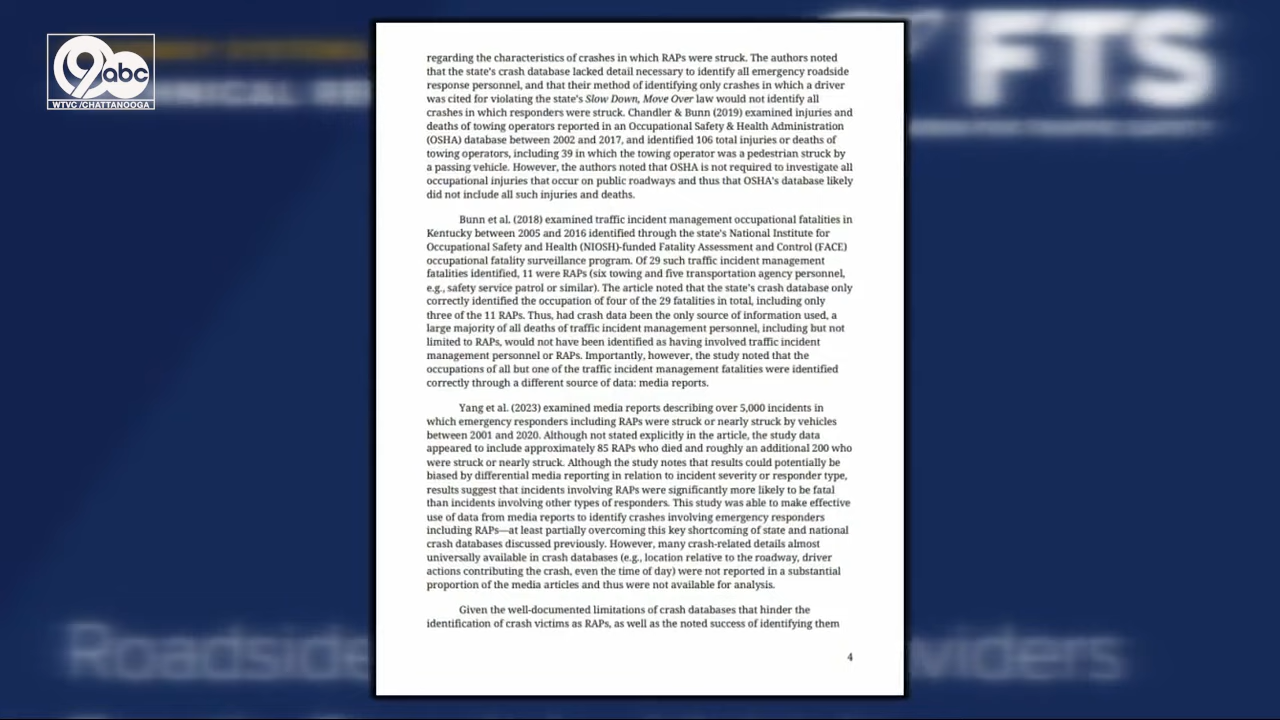 9
abc
WTVC/CHATTANOOGA
FTS
Roadside
viders
regarding the characteristics of crashes in which RAPs were struck. The authors noted
that the state's crash database lacked detail necessary to identify all emergency roadside
response personnel, and that their method of identifying only crashes in which a driver
was cited for violating the state's Slow Down, Move Over law would not identify all
crashes in which responders were struck. Chandler & Bunn (2019) examined injuries and
deaths of towing operators reported in an Occupational Safety & Health Administration
(OSHA) database between 2002 and 2017, and identified 106 total injuries or deaths of
towing operators, including 39 in which the towing operator was a pedestrian struck by
a passing vehicle. However, the authors noted that OSHA is not required to investigate all
occupational injuries that occur on public roadways and thus that OSHA's database likely
did not include all such injuries and deaths.
Bunn et al. (2018) examined traffic incident management occupational fatalities in
Kentucky between 2005 and 2016 identified through the state's National Institute for
Occupational Safety and Health (NIOSH)-funded Fatality Assessment and Control (FACE)
occupational fatality surveillance program. Of 29 such traffic incident management
fatalities identified, 11 were RAPs (six towing and five transportation agency personnel,
e.g., safety service patrol or similar). The article noted that the state's crash database only
correctly identified the occupation of four of the 29 fatalities in total, including only
three of the 11 RAPs. Thus, had crash data been the only source of information used, a
large majority of all deaths of traffic incident management personnel, including but not
limited to RAPs, would not have been identified as having involved traffic incident
management personnel or RAPs. Importantly, however, the study noted that the
occupations of all but one of the traffic incident management fatalities were identified
correctly through a different source of data: media reports.
Yang et al. (2023) examined media reports describing over 5,000 incidents in
which emergency responders including RAPs were struck or nearly struck by vehicles
between 2001 and 2020. Although not stated explicitly in the article, the study data
appeared to include approximately 85 RAPs who died and roughly an additional 200 who
were struck or nearly struck. Although the study notes that results could potentially be
biased by differential media reporting in relation to incident severity or responder type,
results suggest that incidents involving RAPs were significantly more likely to be fatal
than incidents involving other types of responders. This study was able to make effective
use of data from media reports to identify crashes involving emergency responders
including RAPs—at least partially overcoming this key shortcoming of state and national
crash databases discussed previously. However, many crash-related details almost
universally available in crash databases (e.g., location relative to the roadway, driver
actions contributing the crash, even the time of day) were not reported in a substantial
proportion of the media articles and thus were not available for analysis.
Given the well-documented limitations of crash databases that hinder the
identification of crash victims as RAPs, as well as the noted success of identifying them
4